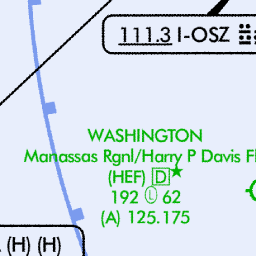 111.3 I-OSZ
WASHINGTON
Manassas Rgnl/Harry P Davis Fl
(HEF) D
192 L 62
(A) 125.175
(H) (H)